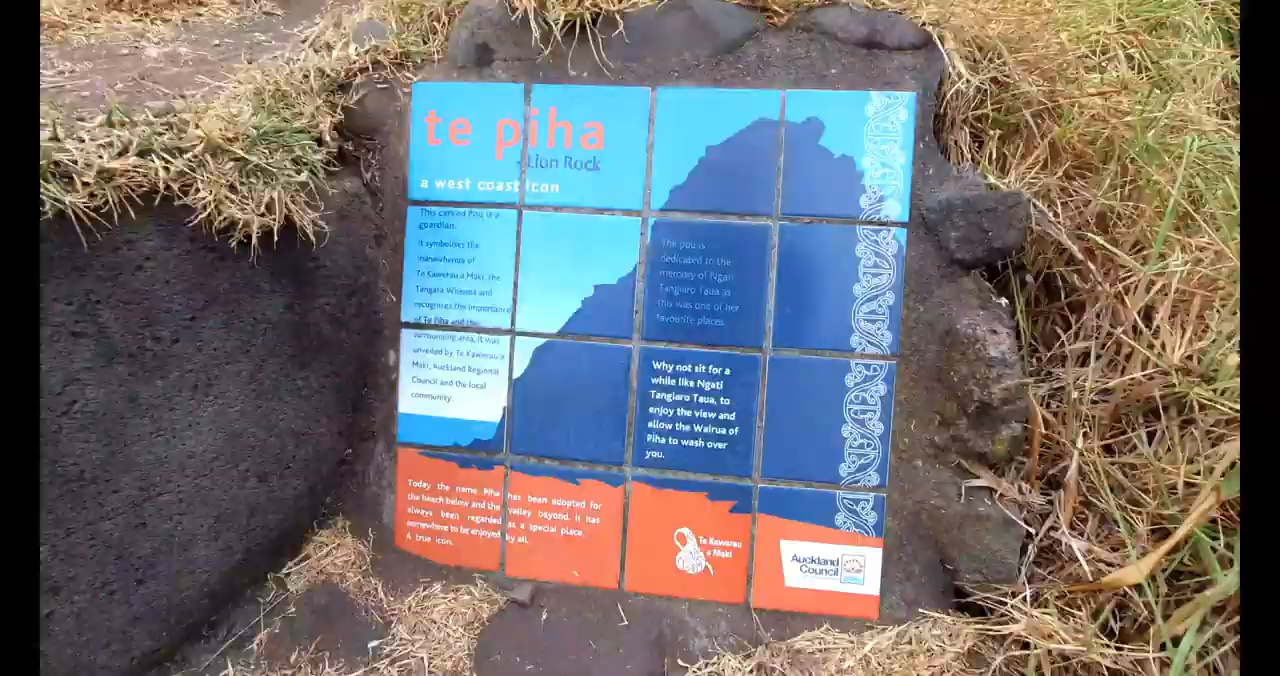 te piha
- Lion Rock
a west coast icon
This carved Pou is a
guardian.
It symbolises the
manawhenua of
Te Kawerau a Maki, the
Tangata Whenua and
recognises the importance
of Te Piha and the
surrounding area. It was
unveiled by Te Kawerau a
Maki, Auckland Regional
Council and the local
community.
The pou is
dedicated to the
memory of Ngati
Tangiaro Taua as
this was one of her
favourite places.
Why not sit for a
while like Ngati
Tangiaro Taua, to
enjoy the view and
allow the Wairua of
Piha to wash over
you.
Today the name Piha has been adopted for
the beach below and the valley beyond. It has
always been regarded as a special place,
somewhere to be enjoyed by all.
A true icon.
Te Kawerau
a Maki
Auckland
Council